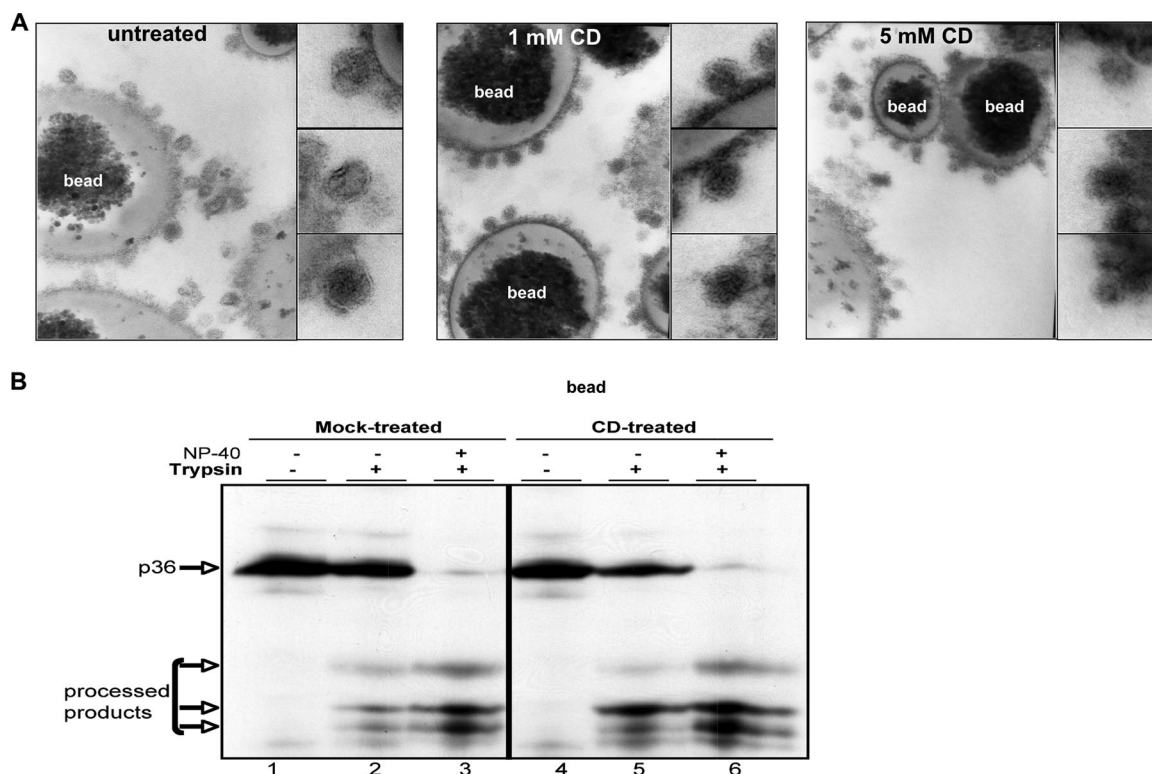 A
untreated
1 mM CD
5 mM CD
bead
bead
bead
bead
bead
B
bead
Mock-treated
CD-treated
NP-40 - - + - - +
Trypsin - + + - + +
p36
processed
products
1 2 3 4 5 6